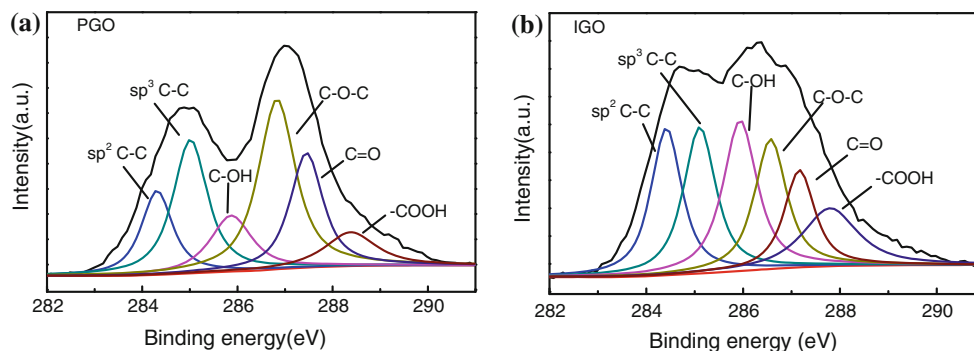 (a)
PGO
sp³ C-C
sp² C-C
C-OH
C-O-C
C=O
-COOH
Intensity(a.u.)
282 284 286 288 290
Binding energy(eV)
(b)
IGO
sp³ C-C
sp² C-C
C-OH
C-O-C
C=O
-COOH
Intensity(a.u.)
282 284 286 288 290
Binding energy (eV)